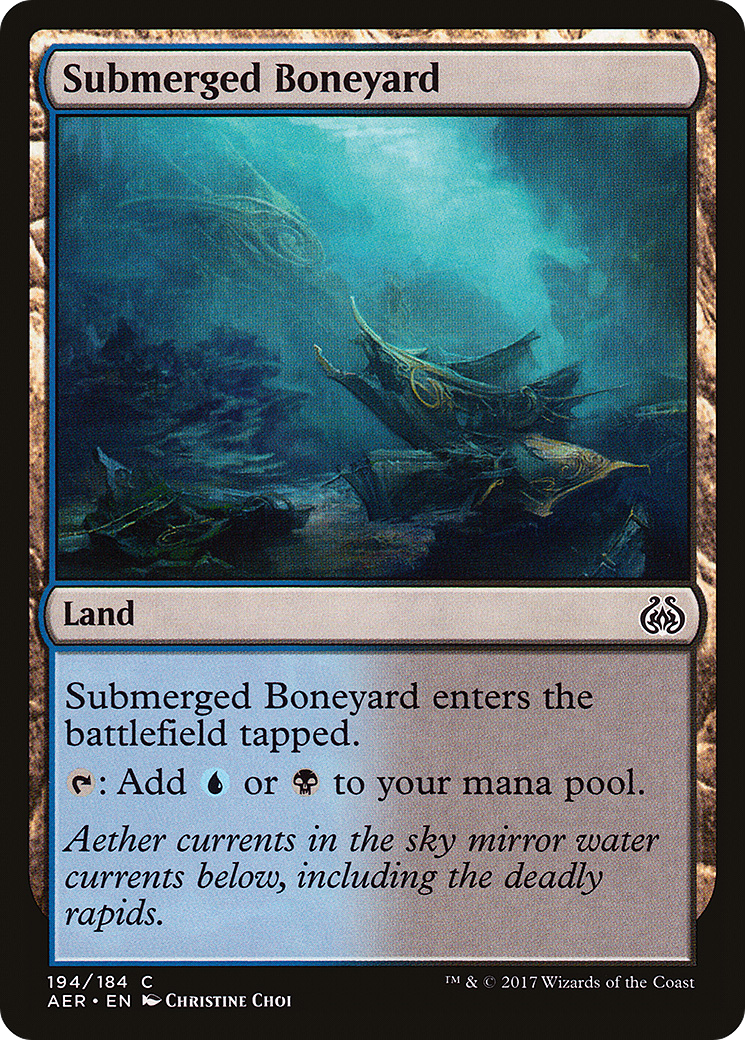 Submerged Boneyard
Land
Submerged Boneyard enters the
battlefield tapped.
: Add or to your mana pool.
Aether currents in the sky mirror water
currents below, including the deadly
rapids.
194/184 C
™ & © 2017 Wizards of the Coast
AER • EN Christine Choi